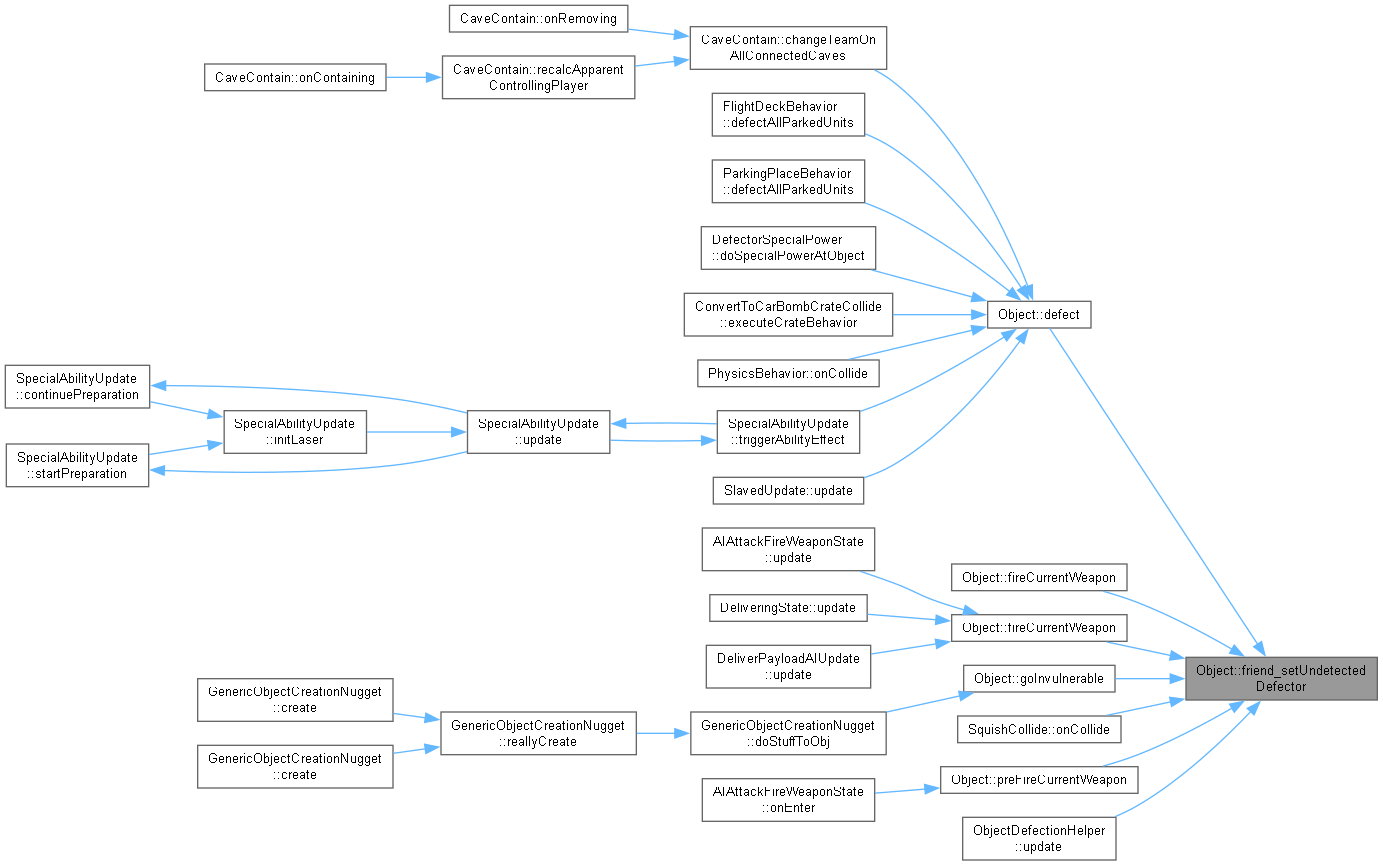 CaveContain::onRemoving
CaveContain::changeTeamOn
AllConnectedCaves
CaveContain::onContaining
CaveContain::recalcApparent
ControllingPlayer
FlightDeckBehavior
::defectAllParkedUnits
ParkingPlaceBehavior
::defectAllParkedUnits
DefectorSpecialPower
::doSpecialPowerAtObject
ConvertToCarBombCrateCollide
::executeCrateBehavior
Object::defect
PhysicsBehavior::onCollide
SpecialAbilityUpdate
::continuePreparation
SpecialAbilityUpdate
::initLaser
SpecialAbilityUpdate
::update
SpecialAbilityUpdate
::triggerAbilityEffect
SpecialAbilityUpdate
::startPreparation
SlavedUpdate::update
AIAttackFireWeaponState
::update
Object::fireCurrentWeapon
DeliveringState::update
Object::fireCurrentWeapon
DeliverPayloadAIUpdate
::update
Object::goInvulnerable
Object::friend_setUndetected
Defector
GenericObjectCreationNugget
::create
GenericObjectCreationNugget
::reallyCreate
GenericObjectCreationNugget
::doStuffToObj
SquishCollide::onCollide
GenericObjectCreationNugget
::create
AIAttackFireWeaponState
::onEnter
Object::preFireCurrentWeapon
ObjectDefectionHelper
::update